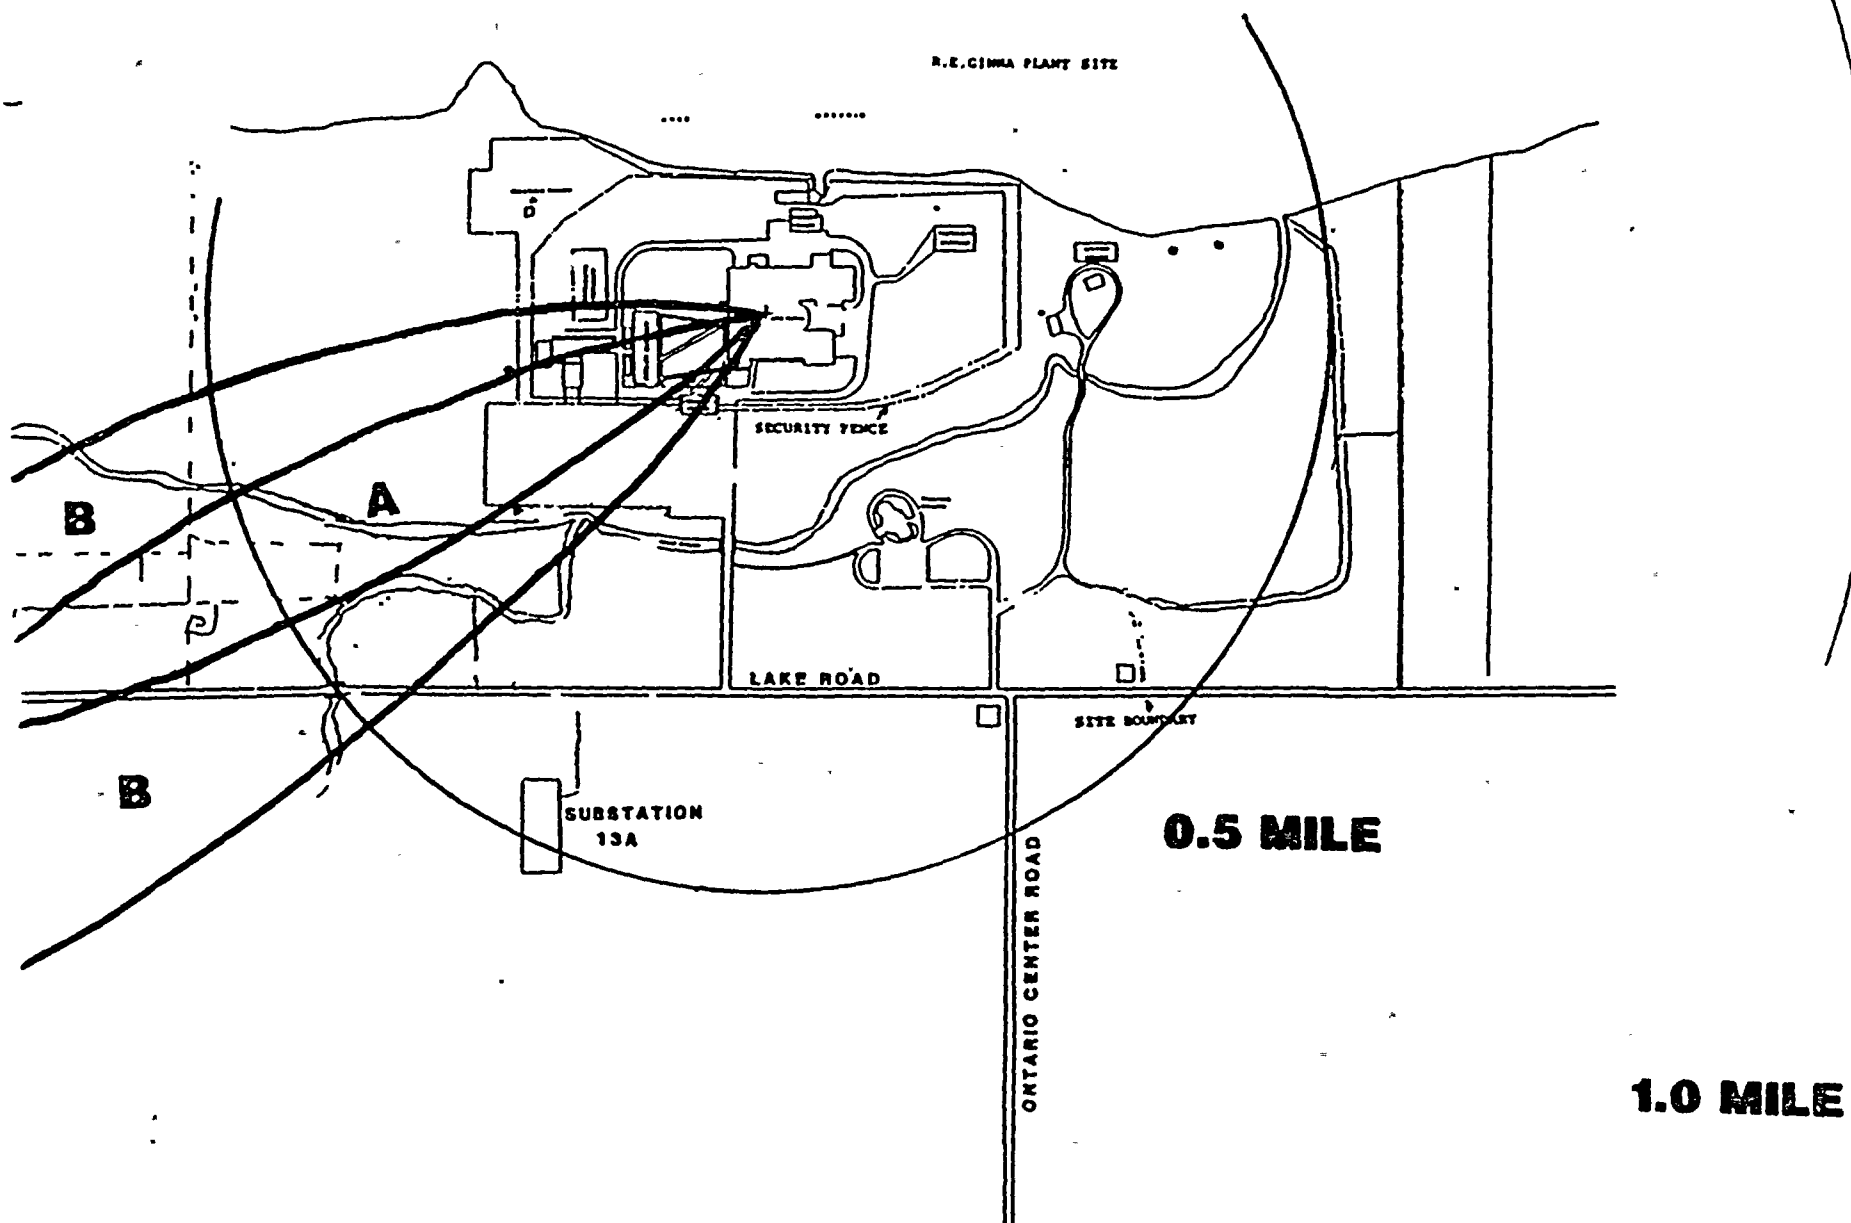 R.E.GINNA PLANT SITE
D
SECURITY FENCE
A
B
LAKE ROAD
SITE BOUNDARY
B
SUBSTATION
13A
0.5 MILE
ONTARIO CENTER ROAD
1.0 MILE